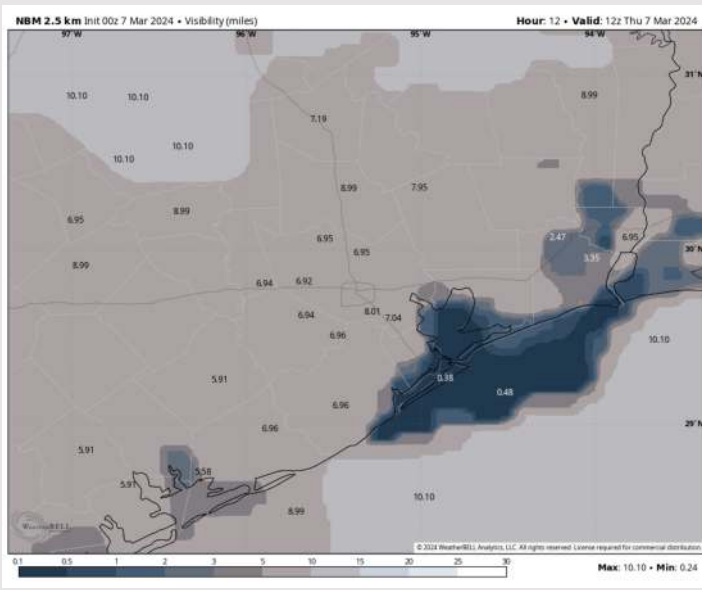 NBM 2.5 km Init 00z 7 Mar 2024 • Visibility (miles)
Hour: 12 • Valid: 12z Thu 7 Mar 2024
97°W 96°W 95°W 94°W
31°N
10.10 10.10 8.99
7.19
10.10 10.10
8.99 7.95
6.95 8.99
6.95 2.47 6.95
30°N
6.95 3.35
8.99
6.94 6.92
6.94 8.01 7.04
6.96 10.10
5.91 0.38
0.48
6.96
6.96 29°N
5.91
5.58
5.91
10.10
8.99
WeatherBELL
© 2024 WeatherBELL Analytics, LLC. All rights reserved. License required for commercial distribution.
0.1 0.5 1 2 3 5 10 15 20 25 30
Max: 10.10 • Min: 0.24